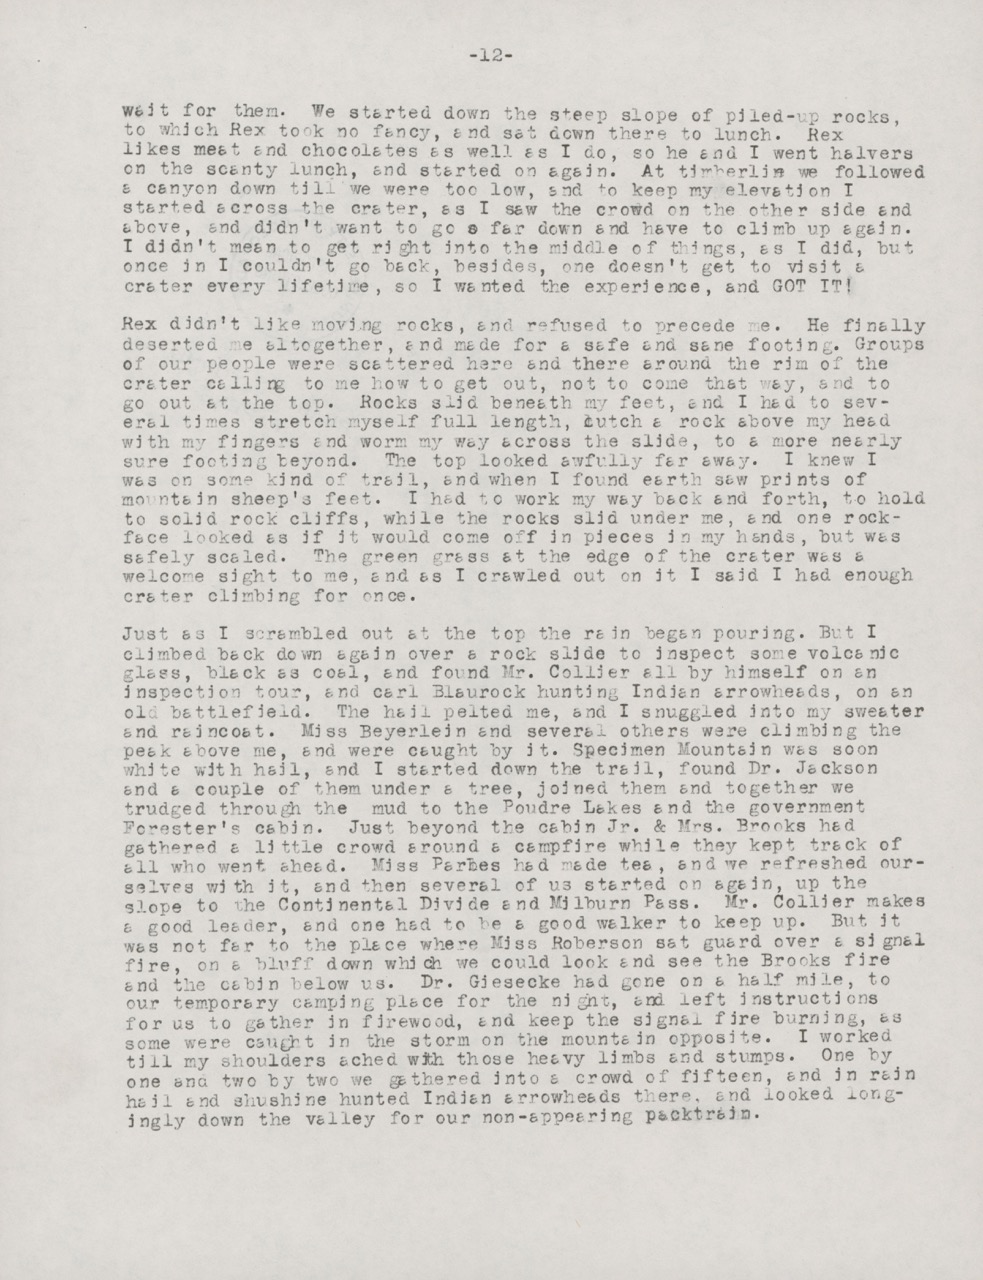 -12-
wait for them.  We started down the steep slope of piled-up rocks,
to which Rex took no fancy, and sat down there to lunch.  Rex
likes meat and chocolates as well as I do, so he and I went halvers
on the scanty lunch, and started on again.  At timberlin we followed
a canyon down till we were too low, and to keep my elevation I
started across the crater, as I saw the crowd on the other side and
above, and didn't want to go s far down and have to climb up again.
I didn't mean to get right into the middle of things, as I did, but
once in I couldn't go back, besides, one doesn't get to visit a
crater every lifetime, so I wanted the experience, and GOT IT!
Rex didn't like moving rocks, and refused to precede me.  He finally
deserted me altogether, and made for a safe and sane footing. Groups
of our people were scattered here and there around the rim of the
crater calling to me how to get out, not to come that way, and to
go out at the top.  Rocks slid beneath my feet, and I had to sev-
eral times stretch myself full length, clutch a rock above my head
with my fingers and worm my way across the slide, to a more nearly
sure footing beyond.  The top looked awfully far away.  I knew I
was on some kind of trail, and when I found earth saw prints of
mountain sheep's feet.  I had to work my way back and forth, to hold
to solid rock cliffs, while the rocks slid under me, and one rock-
face looked as if it would come off in pieces in my hands, but was
safely scaled.  The green grass at the edge of the crater was a
welcome sight to me, and as I crawled out on it I said I had enough
crater climbing for once.
Just as I scrambled out at the top the rain began pouring. But I
climbed back down again over a rock slide to inspect some volcanic
glass, black as coal, and found Mr. Collier all by himself on an
inspection tour, and carl Blaurock hunting Indian arrowheads, on an
old battlefield.  The hail pelted me, and I snuggled into my sweater
and raincoat.  Miss Beyerlein and several others were climbing the
peak above me, and were caught by it. Specimen Mountain was soon
white with hail, and I started down the trail, found Dr. Jackson
and a couple of them under a tree, joined them and together we
trudged through the  mud to the Poudre Lakes and the government
Forester's cabin.  Just beyond the cabin Jr. & Mrs. Brooks had
gathered a little crowd around a campfire while they kept track of
all who went ahead.  Miss Parbes had made tea, and we refreshed our-
selves with it, and then several of us started on again, up the
slope to the Continental Divide and Milburn Pass.  Mr. Collier makes
a good leader, and one had to be a good walker to keep up.  But it
was not far to the place where Miss Roberson sat guard over a signal
fire, on a bluff down which we could look and see the Brooks fire
and the cabin below us.  Dr. Giesecke had gone on a half mile, to
our temporary camping place for the night, and left instructions
for us to gather in firewood, and keep the signal fire burning, as
some were caught in the storm on the mountain opposite.  I worked
till my shoulders ached with those heavy limbs and stumps.  One by
one and two by two we gathered into a crowd of fifteen, and in rain
hail and shushine hunted Indian arrowheads there, and looked long-
ingly down the valley for our non-appearing packtrain.